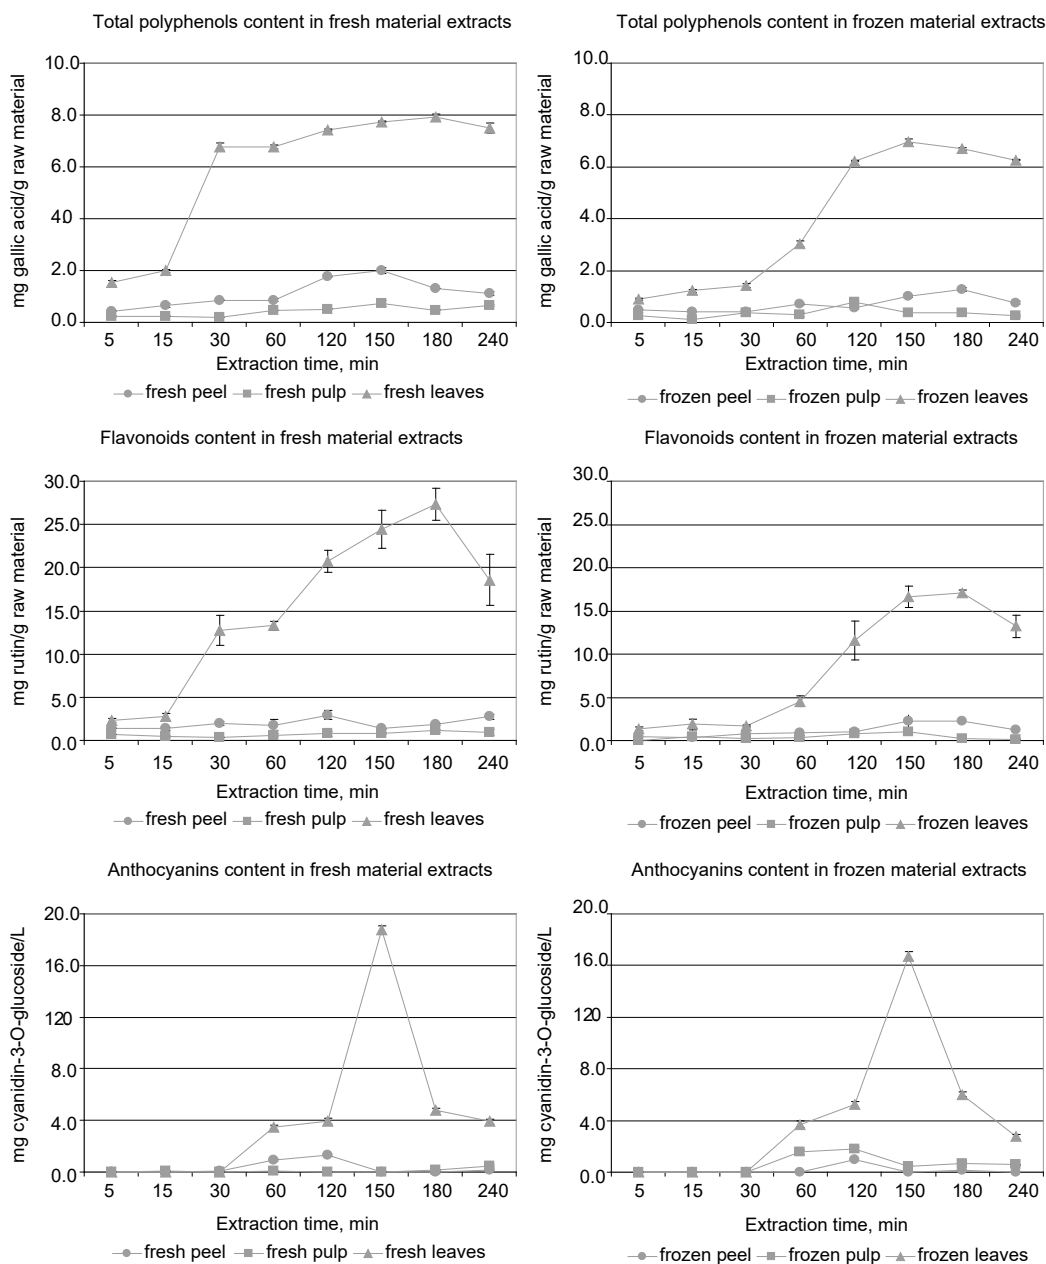 Total polyphenols content in fresh material extracts
mg gallic acid/g raw material
10.0
8.0
6.0
40
2.0
0.0
5 15 30 60 120 150 180 240
Extraction time, min
fresh peel fresh pulp fresh leaves
Total polyphenols content in frozen material extracts
mg gallic acid/g raw material
10.0
8.0
6.0
4.0
2.0
0.0
5 15 30 60 120 150 180 240
Extraction time, min
frozen peel frozen pulp frozen leaves
Flavonoids content in fresh material extracts
mg rutin/g raw material
30.0
25.0
20.0
15.0
10.0
5.0
0.0
5 15 30 60 120 150 180 240
Extraction time, min
fresh peel fresh pulp fresh leaves
Flavonoids content in frozen material extracts
mg rutin/g raw material
30.0
25.0
20.0
15.0
10.0
5.0
0.0
5 15 30 60 120 150 180 240
Extraction time, min
frozen peel frozen pulp frozen leaves
Anthocyanins content in fresh material extracts
mg cyanidin-3-O-glucoside/L
20.0
16.0
120
8.0
4.0
0.0
5 15 30 60 120 150 180 240
Extraction time, min
fresh peel fresh pulp fresh leaves
Anthocyanins content in frozen material extracts
mg cyanidin-3-O-glucoside/L
20.0
16.0
120
8.0
4.0
0.0
5 15 30 60 120 150 180 240
Extraction time, min
frozen peel frozen pulp frozen leaves